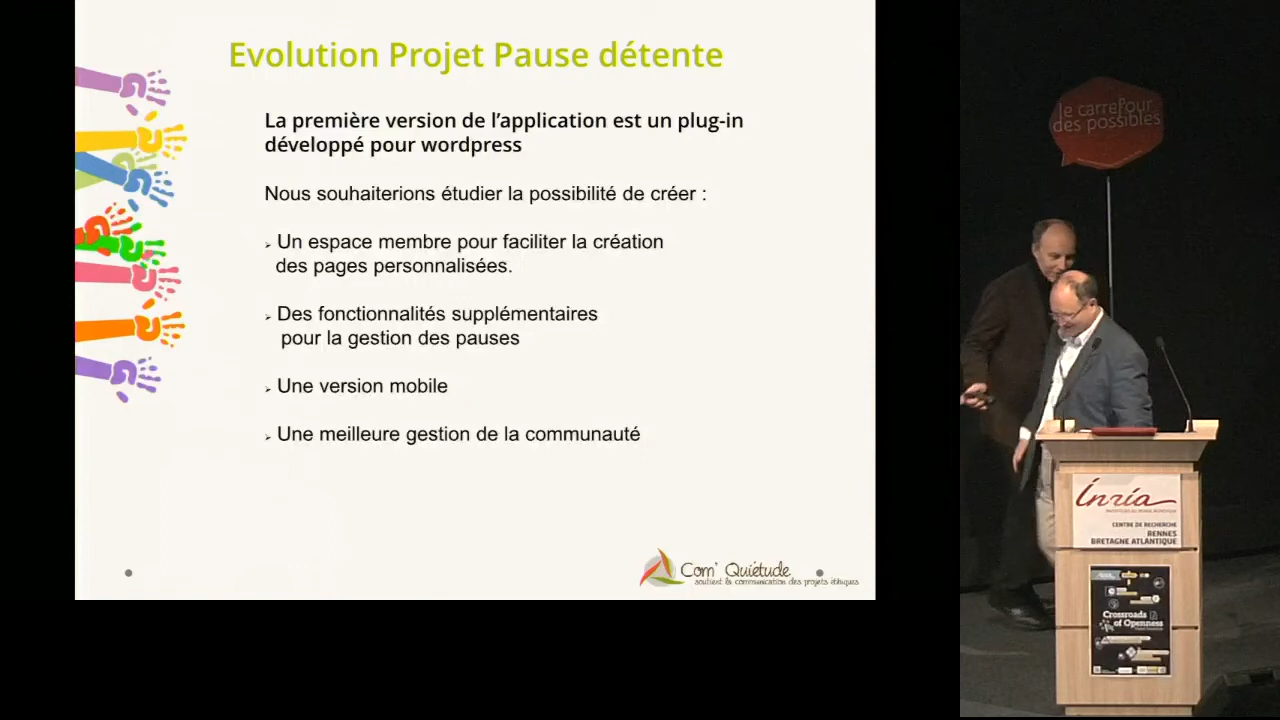 Evolution Projet Pause détente
La première version de l'application est un plug-in
développé pour wordpress
Nous souhaiterions étudier la possibilité de créer :
Un espace membre pour faciliter la création
des pages personnalisées.
Des fonctionnalités supplémentaires
pour la gestion des pauses
Une version mobile
Une meilleure gestion de la communauté
Com' Quiétude
soutient la communication des projets éthiques
le carrefour
des possibles
Inria
CENTRE DE RECHERCHE
RENNES
BRETAGNE ATLANTIQUE
Crossroads
of Openness